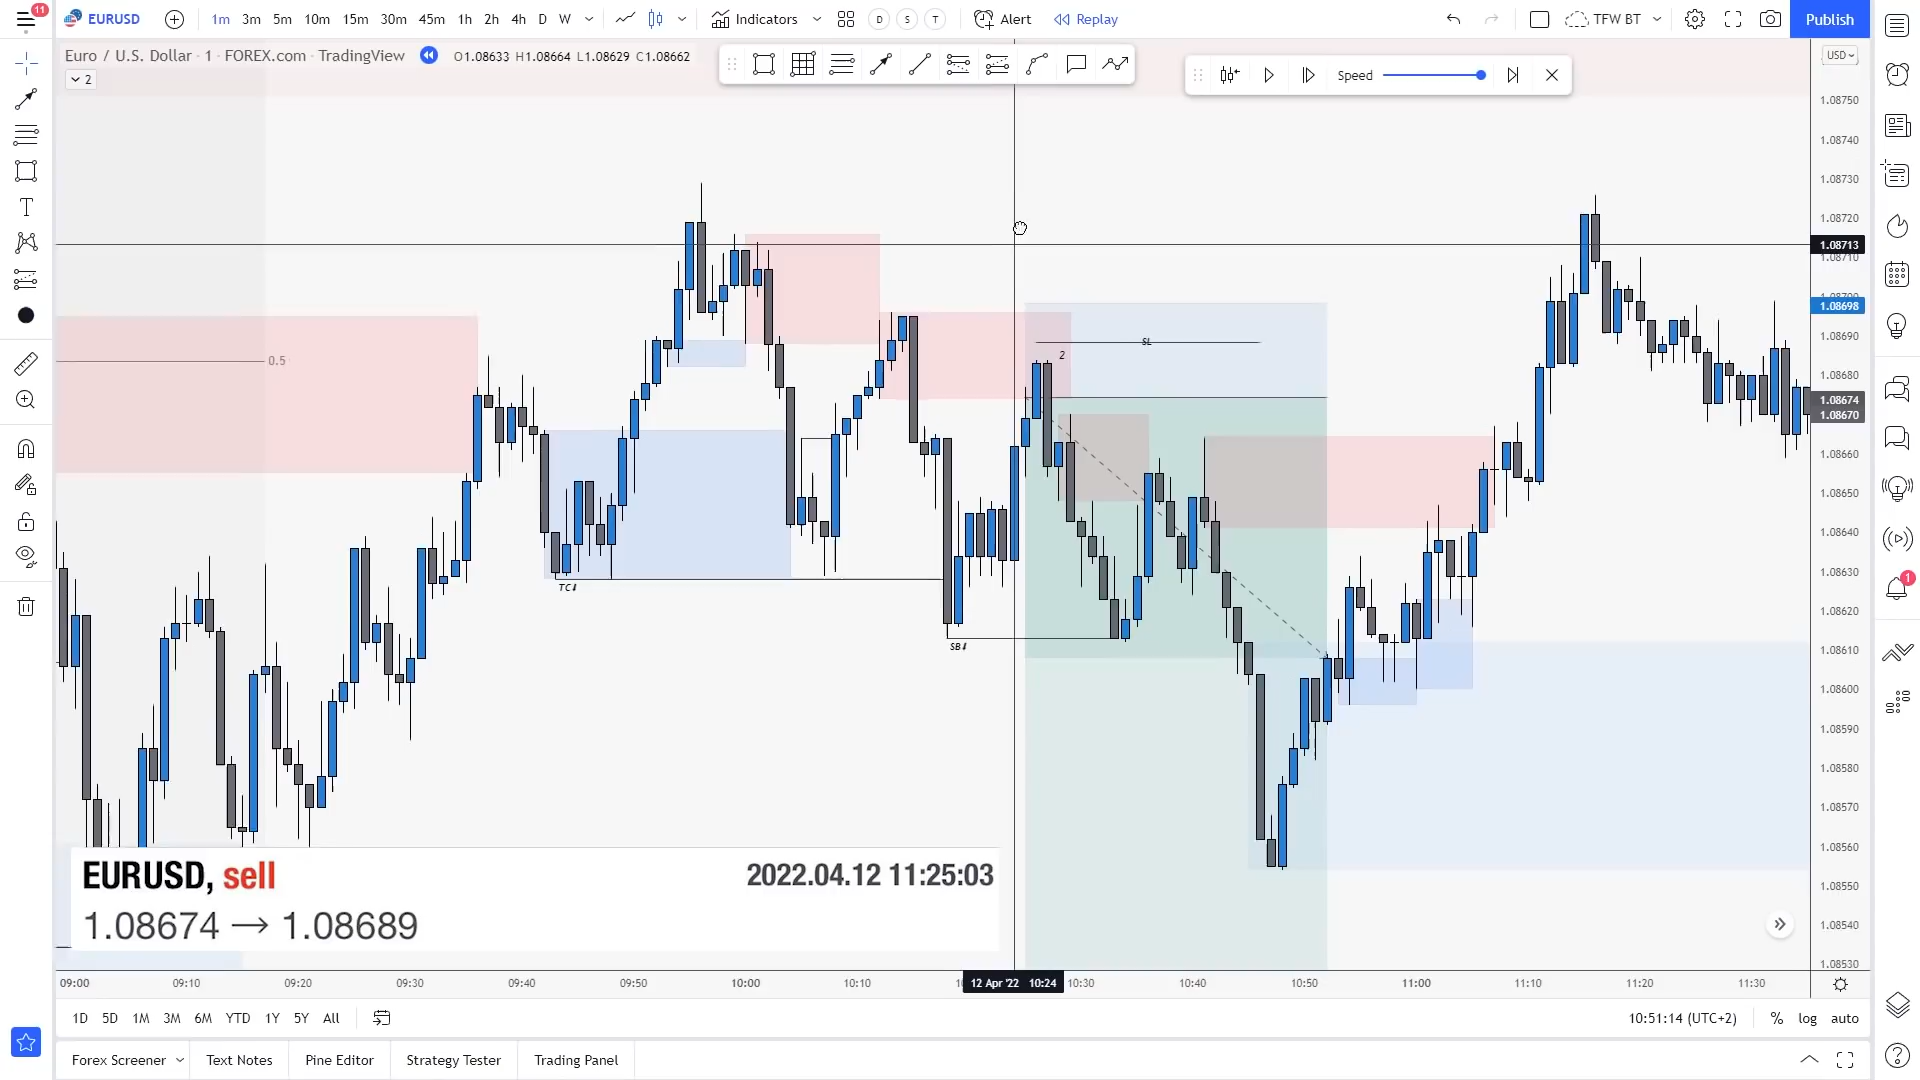 11
EURUSD
1m 3m 5m 10m 15m 30m 45m 1h 2h 4h D W
Indicators
D S T
Alert
Replay
TFW BT
Publish
Euro / U.S. Dollar · 1 · FOREX.com · TradingView
O1.08633 H1.08664 L1.08629 C1.08662
2
Speed
USD
1.08750
1.08740
1.08730
1.08720
1.08713
1.08710
1.08698
1.08690
1.08680
1.08674
1.08670
1.08660
1.08650
1.08640
1.08630
1.08620
1.08610
1.08600
1.08590
1.08580
1.08570
1.08560
1.08550
1.08540
1.08530
0.5
SL
2
TC
SB
1
EURUSD, sell
2022.04.12 11:25:03
1.08674 → 1.08689
09:00 09:10 09:20 09:30 09:40 09:50 10:00 10:10 12 Apr '22 10:24 10:30 10:40 10:50 11:00 11:10 11:20 11:30
1D 5D 1M 3M 6M YTD 1Y 5Y All
10:51:14 (UTC+2) % log auto
Forex Screener Text Notes Pine Editor Strategy Tester Trading Panel